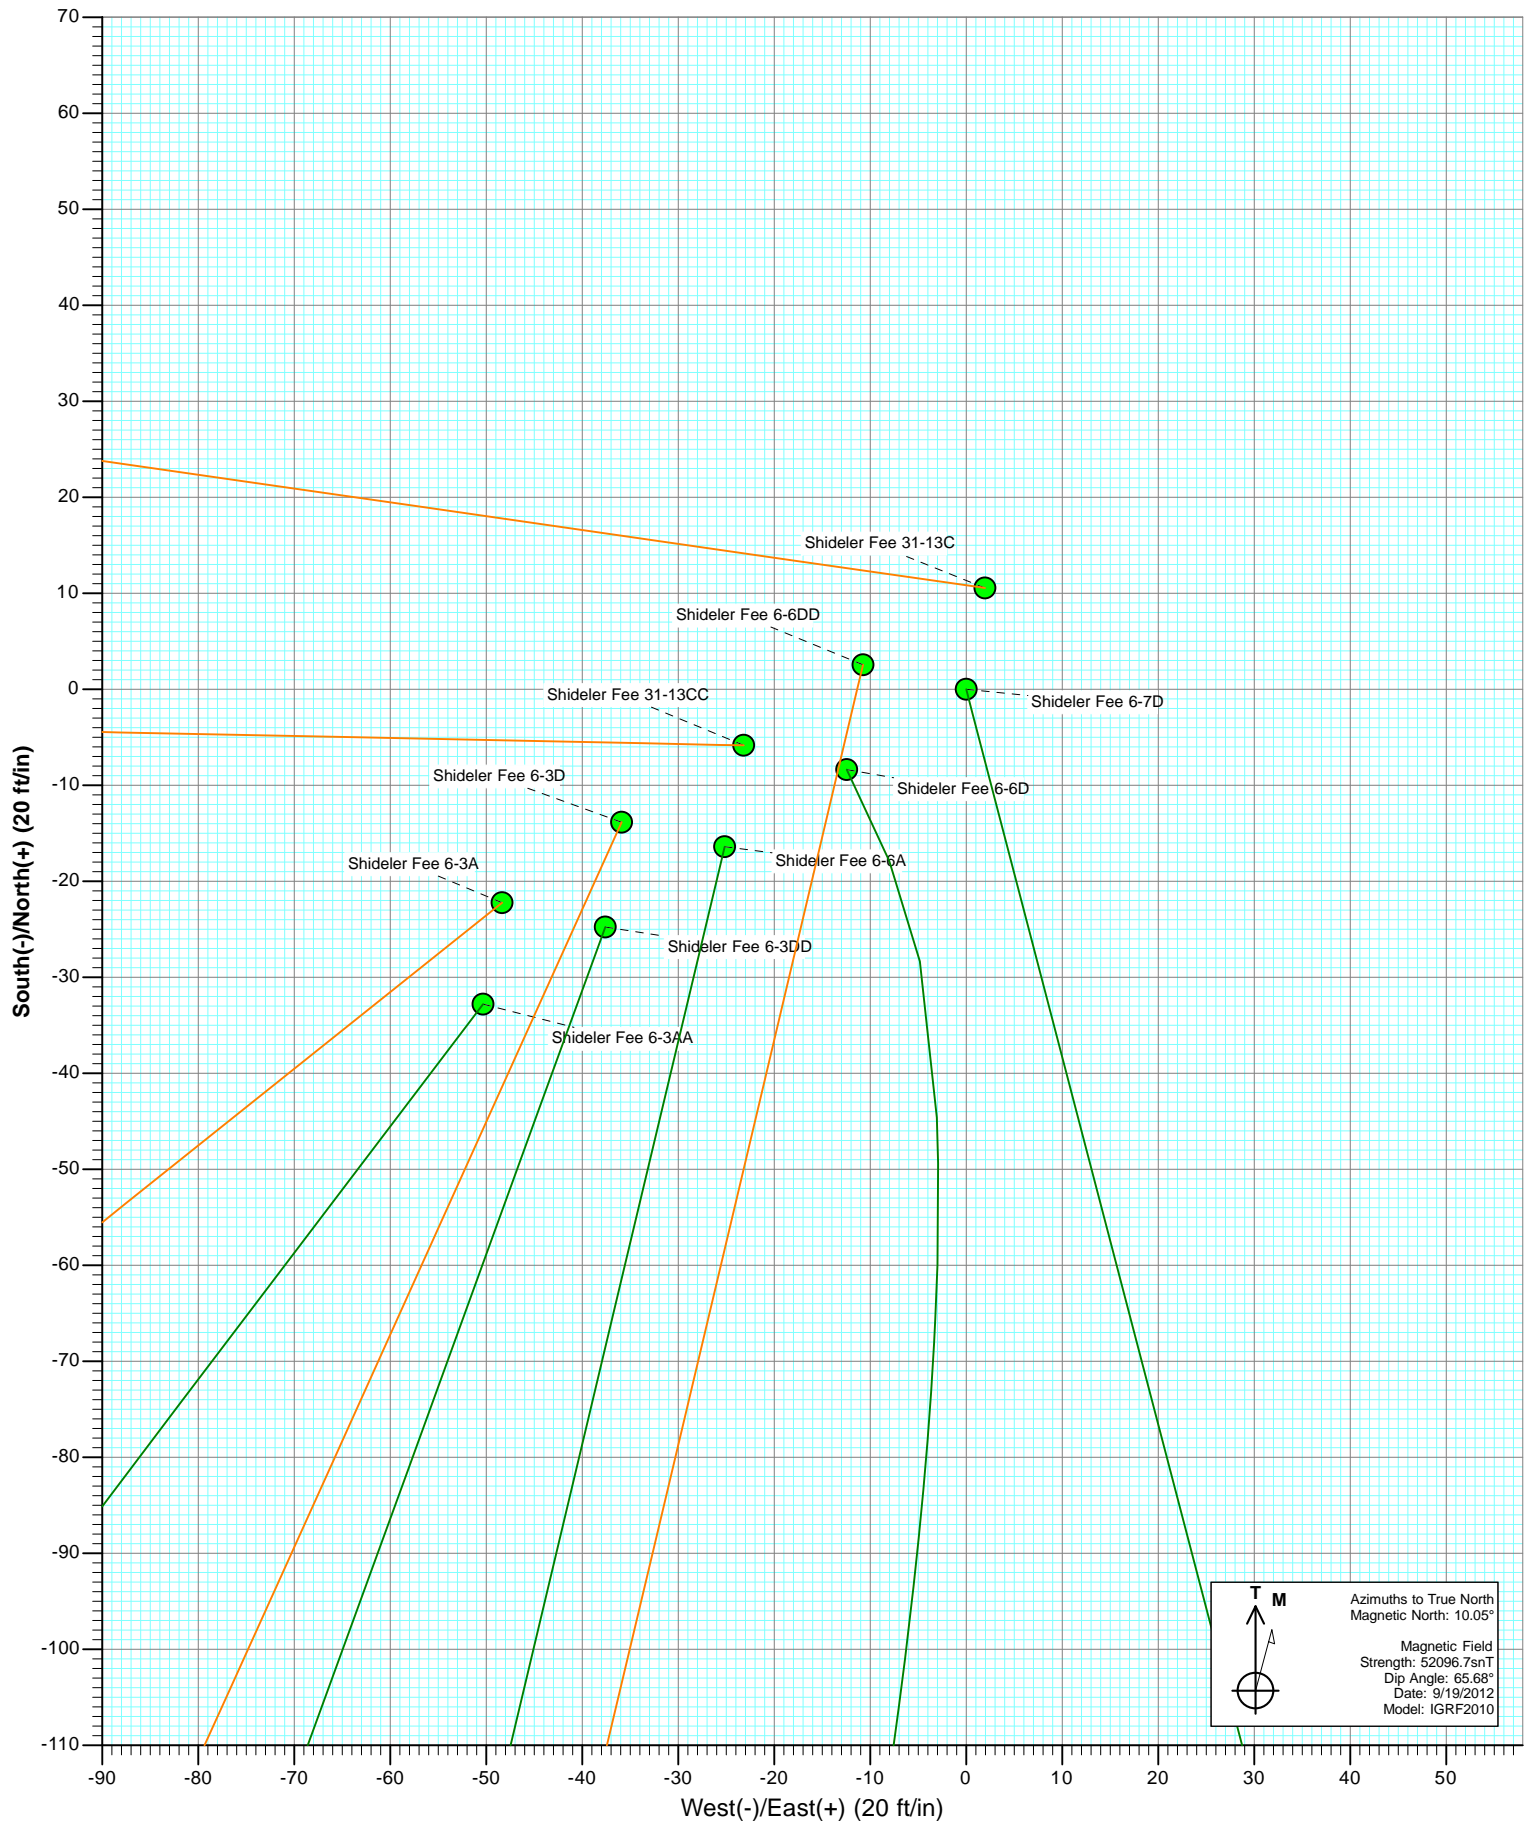 70
60
50
40
30
20
10
0
-10
-20
-30
-40
-50
-60
-70
-80
-90
-100
-110
South(-)/North(+) (20 ft/in)
Shideler Fee 31-13C
Shideler Fee 6-6DD
Shideler Fee 31-13CC
Shideler Fee 6-7D
Shideler Fee 6-3D
Shideler Fee 6-6D
Shideler Fee 6-3A
Shideler Fee 6-6A
Shideler Fee 6-3DD
Shideler Fee 6-3AA
T M
Azimuths to True North
Magnetic North: 10.05°
Magnetic Field
Strength: 52096.7snT
Dip Angle: 65.68°
Date: 9/19/2012
Model: IGRF2010
-90 -80 -70 -60 -50 -40 -30 -20 -10 0 10 20 30 40 50
West(-)/East(+) (20 ft/in)